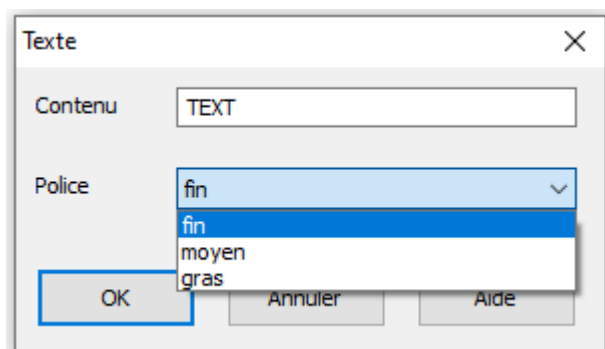 Texte
Contenu TEXT
Police fin
fin
moyen
gras
OK Annuler Aide